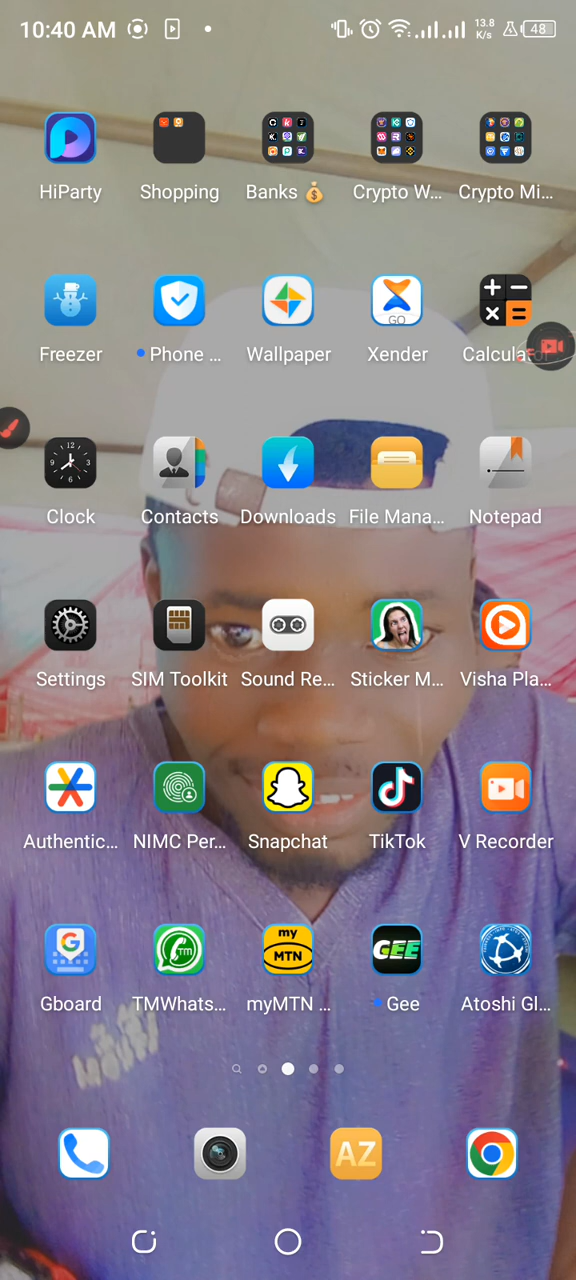 10:40 AM 13.8 K/s 48
HiParty Shopping Banks 💰 Crypto W... Crypto Mi...
Freezer Phone ... Wallpaper Xender
GO
Clock Contacts Downloads File Mana... Notepad
Settings SIM Toolkit Sound Re... Sticker M... Visha Pla...
Authentic... NIMC Per... Snapchat TikTok V Recorder
G Tm my MTN GEE
Gboard TMWhats... myMTN ... Gee Atoshi Gl...
AZ